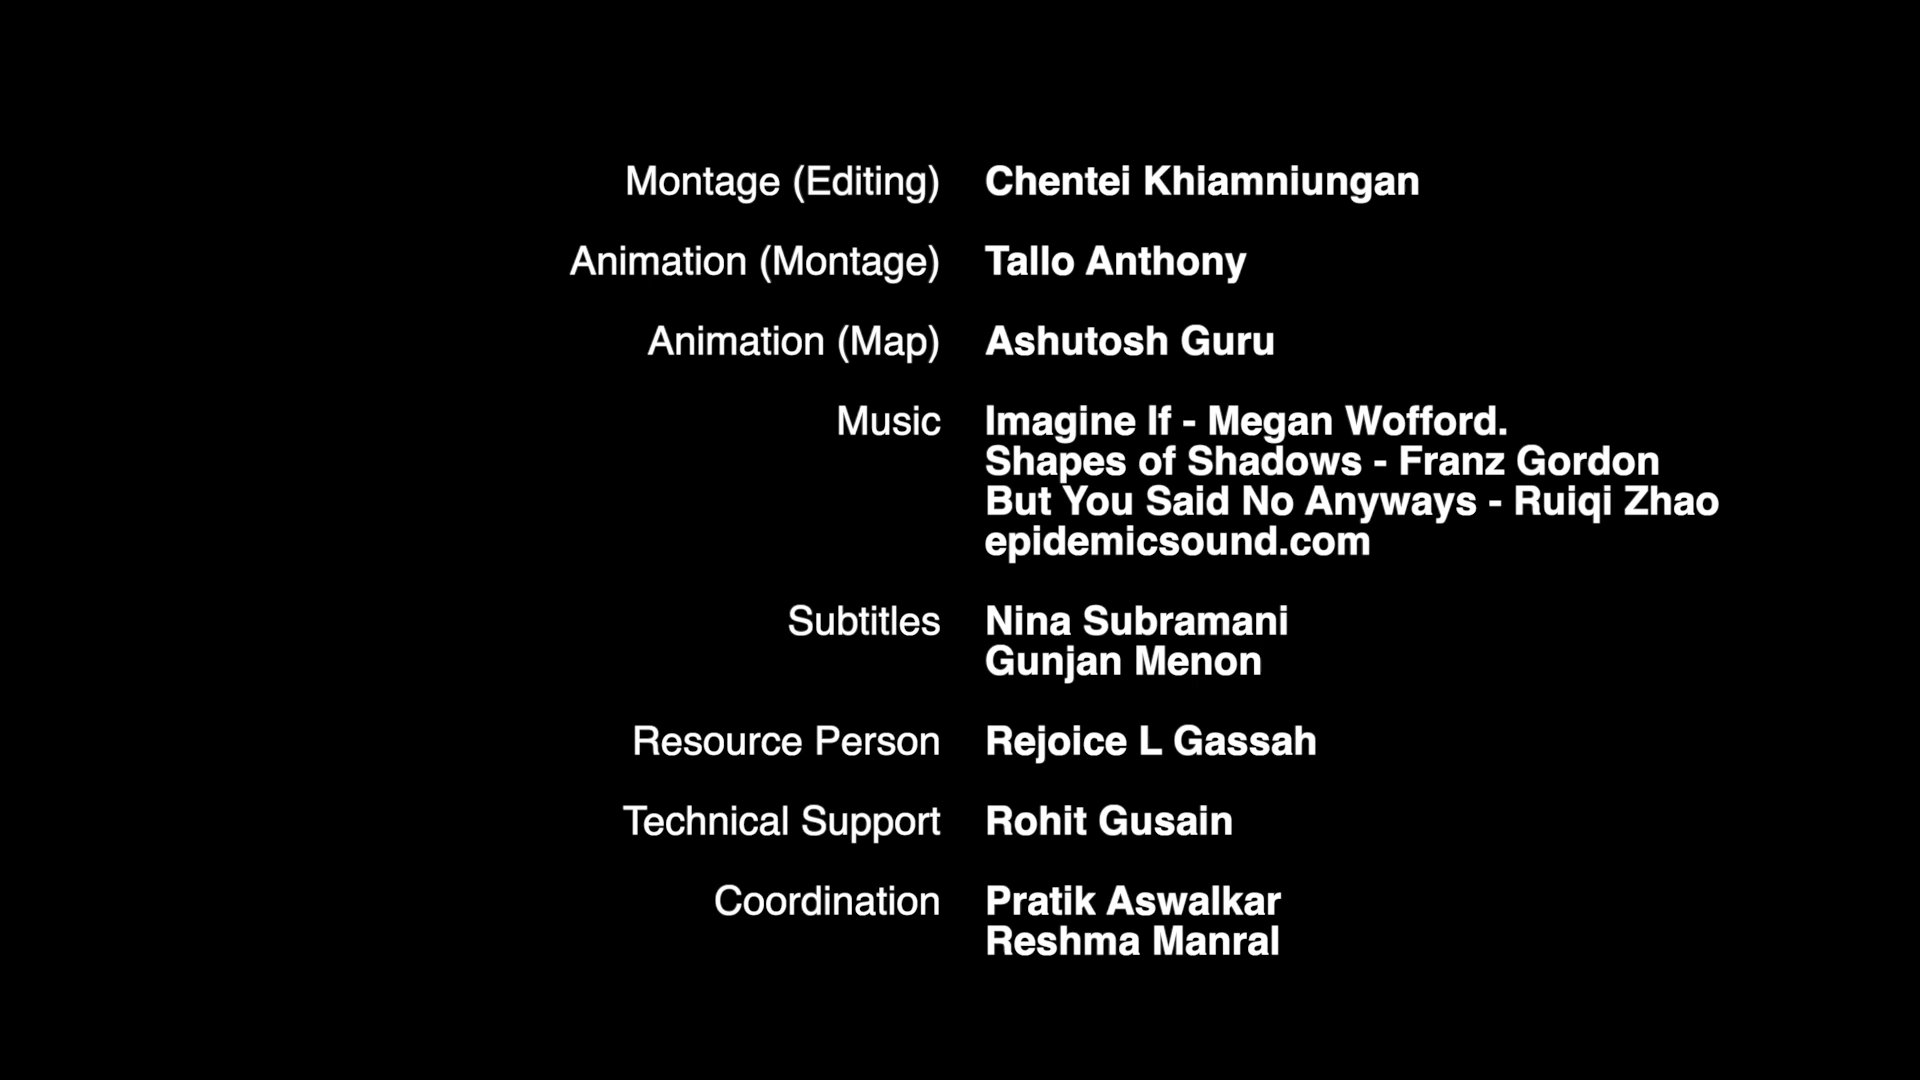 Montage (Editing) Chentei Khiamniungan
Animation (Montage) Tallo Anthony
Animation (Map) Ashutosh Guru
Music Imagine If - Megan Wofford.
Shapes of Shadows - Franz Gordon
But You Said No Anyways - Ruiqi Zhao
epidemicsound.com
Subtitles Nina Subramani
Gunjan Menon
Resource Person Rejoice L Gassah
Technical Support Rohit Gusain
Coordination Pratik Aswalkar
Reshma Manral